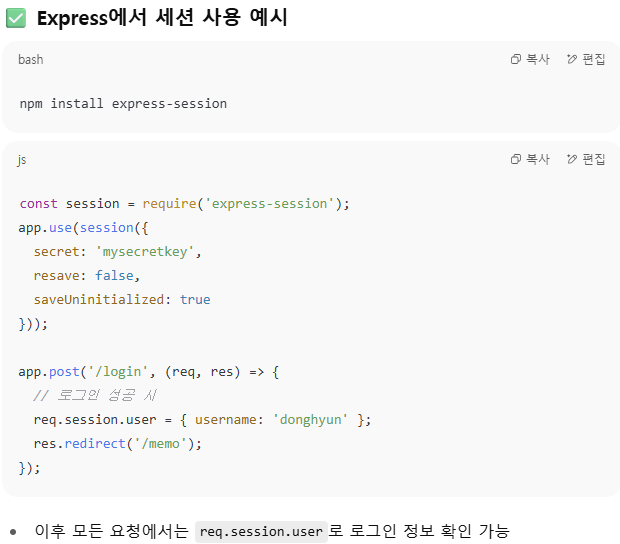 ✅ Express에서 세션 사용 예시
bash 복사 편집
npm install express-session
js 복사 편집
const session = require('express-session');
app.use(session({
  secret: 'mysecretkey',
  resave: false,
  saveUninitialized: true
}));

app.post('/login', (req, res) => {
  // 로그인 성공 시
  req.session.user = { username: 'donghyun' };
  res.redirect('/memo');
});
• 이후 모든 요청에서는 req.session.user로 로그인 정보 확인 가능